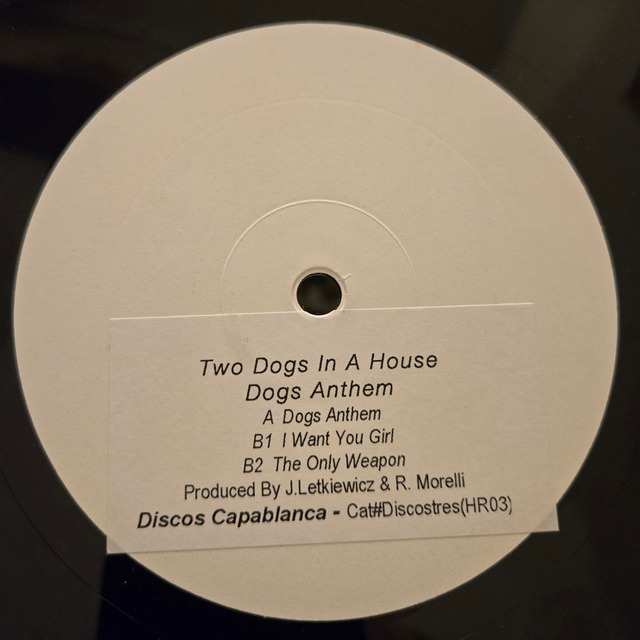 Two Dogs In A House
Dogs Anthem
A Dogs Anthem
B1 I Want You Girl
B2 The Only Weapon
Produced By J.Letkiewicz & R. Morelli
Discos Capablanca - Cat#Discostres(HR03)